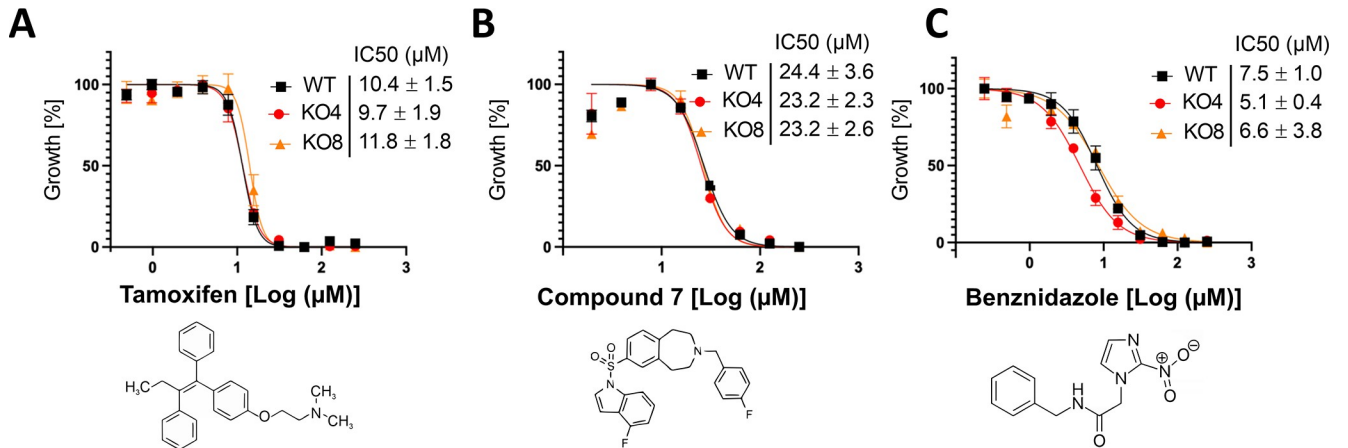 A
IC50 (µM)
WT 10.4 ± 1.5
KO4 9.7 ± 1.9
KO8 11.8 ± 1.8
Growth [%]
100
50
0
0 1 2 3
Tamoxifen [Log (µM)]
H₃C
O
N
CH₃
CH₃
B
IC50 (µM)
WT 24.4 ± 3.6
KO4 23.2 ± 2.3
KO8 23.2 ± 2.6
Growth [%]
100
50
0
1 2 3
Compound 7 [Log (µM)]
O
O
S
N
N
F
F
C
IC50 (µM)
WT 7.5 ± 1.0
KO4 5.1 ± 0.4
KO8 6.6 ± 3.8
Growth [%]
100
50
0
0 1 2 3
Benznidazole [Log (µM)]
N
N
N⁺
O⊖
O
H
N
O